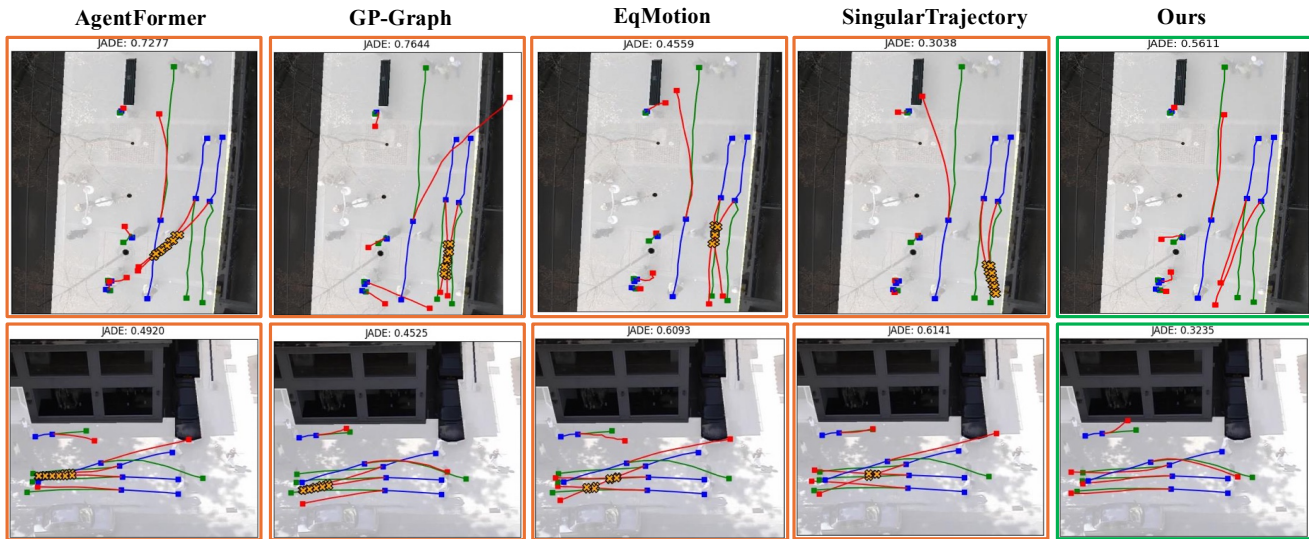 AgentFormer GP-Graph EqMotion SingularTrajectory Ours
JADE: 0.7277 JADE: 0.7644 JADE: 0.4559 JADE: 0.3038 JADE: 0.5611
JADE: 0.4920 JADE: 0.4525 JADE: 0.6093 JADE: 0.6141 JADE: 0.3235